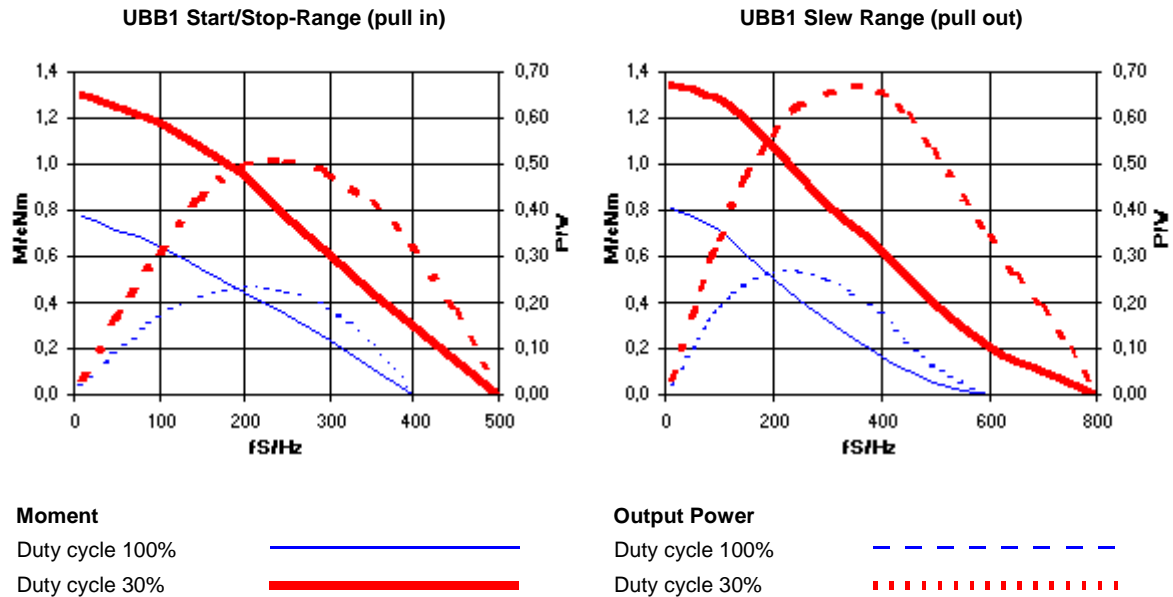 UBB1 Start/Stop-Range (pull in)
1,4
1,2
1,0
0,8
0,6
0,4
0,2
0,0
M/cNm
0,70
0,60
0,50
0,40
0,30
0,20
0,10
0,00
P/W
0 100 200 300 400 500
fS/Hz
UBB1 Slew Range (pull out)
1,4
1,2
1,0
0,8
0,6
0,4
0,2
0,0
M/cNm
0,70
0,60
0,50
0,40
0,30
0,20
0,10
0,00
P/W
0 200 400 600 800
fS/Hz
Moment
Duty cycle 100%
Duty cycle 30%
Output Power
Duty cycle 100%
Duty cycle 30%